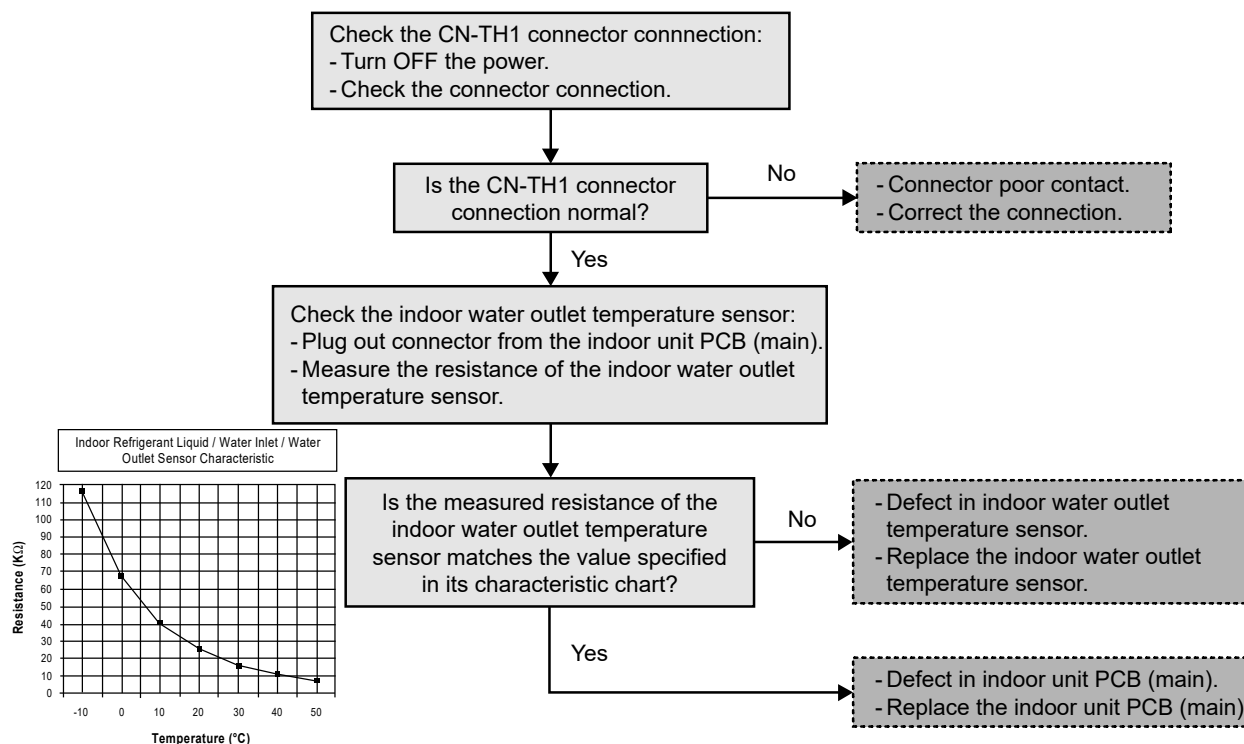 Check the CN-TH1 connector connnection:
- Turn OFF the power.
- Check the connector connection.
Is the CN-TH1 connector
connection normal?
No
- Connector poor contact.
- Correct the connection.
Yes
Check the indoor water outlet temperature sensor:
- Plug out connector from the indoor unit PCB (main).
- Measure the resistance of the indoor water outlet
temperature sensor.
Indoor Refrigerant Liquid / Water Inlet / Water
Outlet Sensor Characteristic
Resistance (KΩ)
120
110
100
90
80
70
60
50
40
30
20
10
0
-10 0 10 20 30 40 50
Temperature (°C)
Is the measured resistance of the
indoor water outlet temperature
sensor matches the value specified
in its characteristic chart?
No
- Defect in indoor water outlet
temperature sensor.
- Replace the indoor water outlet
temperature sensor.
Yes
- Defect in indoor unit PCB (main).
- Replace the indoor unit PCB (main)